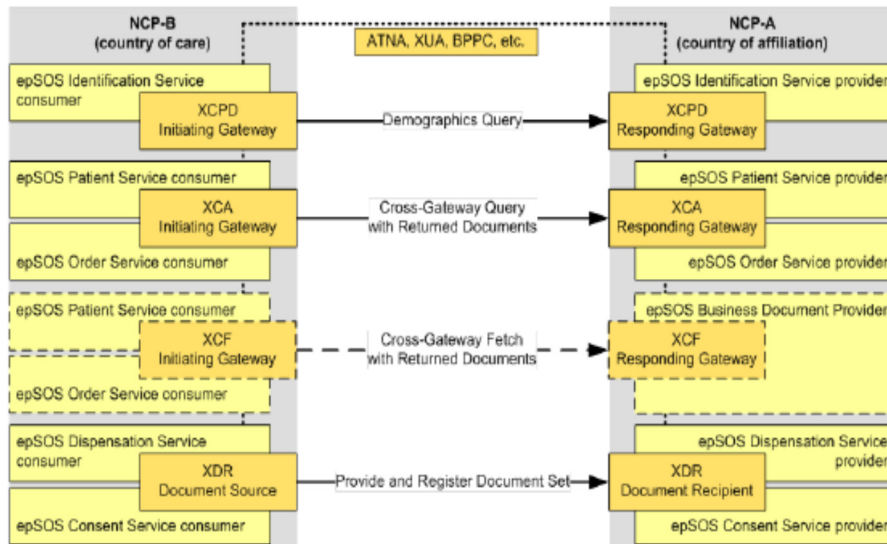 NCP-B
(country of care)
NCP-A
(country of affiliation)
ATNA, XUA, BPPC, etc.
epSOS Identification Service
consumer
XCPD
Initiating Gateway
Demographics Query
epSOS Identification Service provider
XCPD
Responding Gateway
epSOS Patient Service consumer
XCA
Initiating Gateway
epSOS Order Service consumer
Cross-Gateway Query
with Returned Documents
epSOS Patient Service provider
XCA
Responding Gateway
epSOS Order Service provider
epSOS Patient Service consumer
XCF
Initiating Gateway
epSOS Order Service consumer
Cross-Gateway Fetch
with Returned Documents
epSOS Business Document Provider
XCF
Responding Gateway
epSOS Dispensation Service
consumer
XDR
Document Source
epSOS Consent Service consumer
Provide and Register Document Set
epSOS Dispensation Service
provider
XDR
Document Recipient
epSOS Consent Service provider